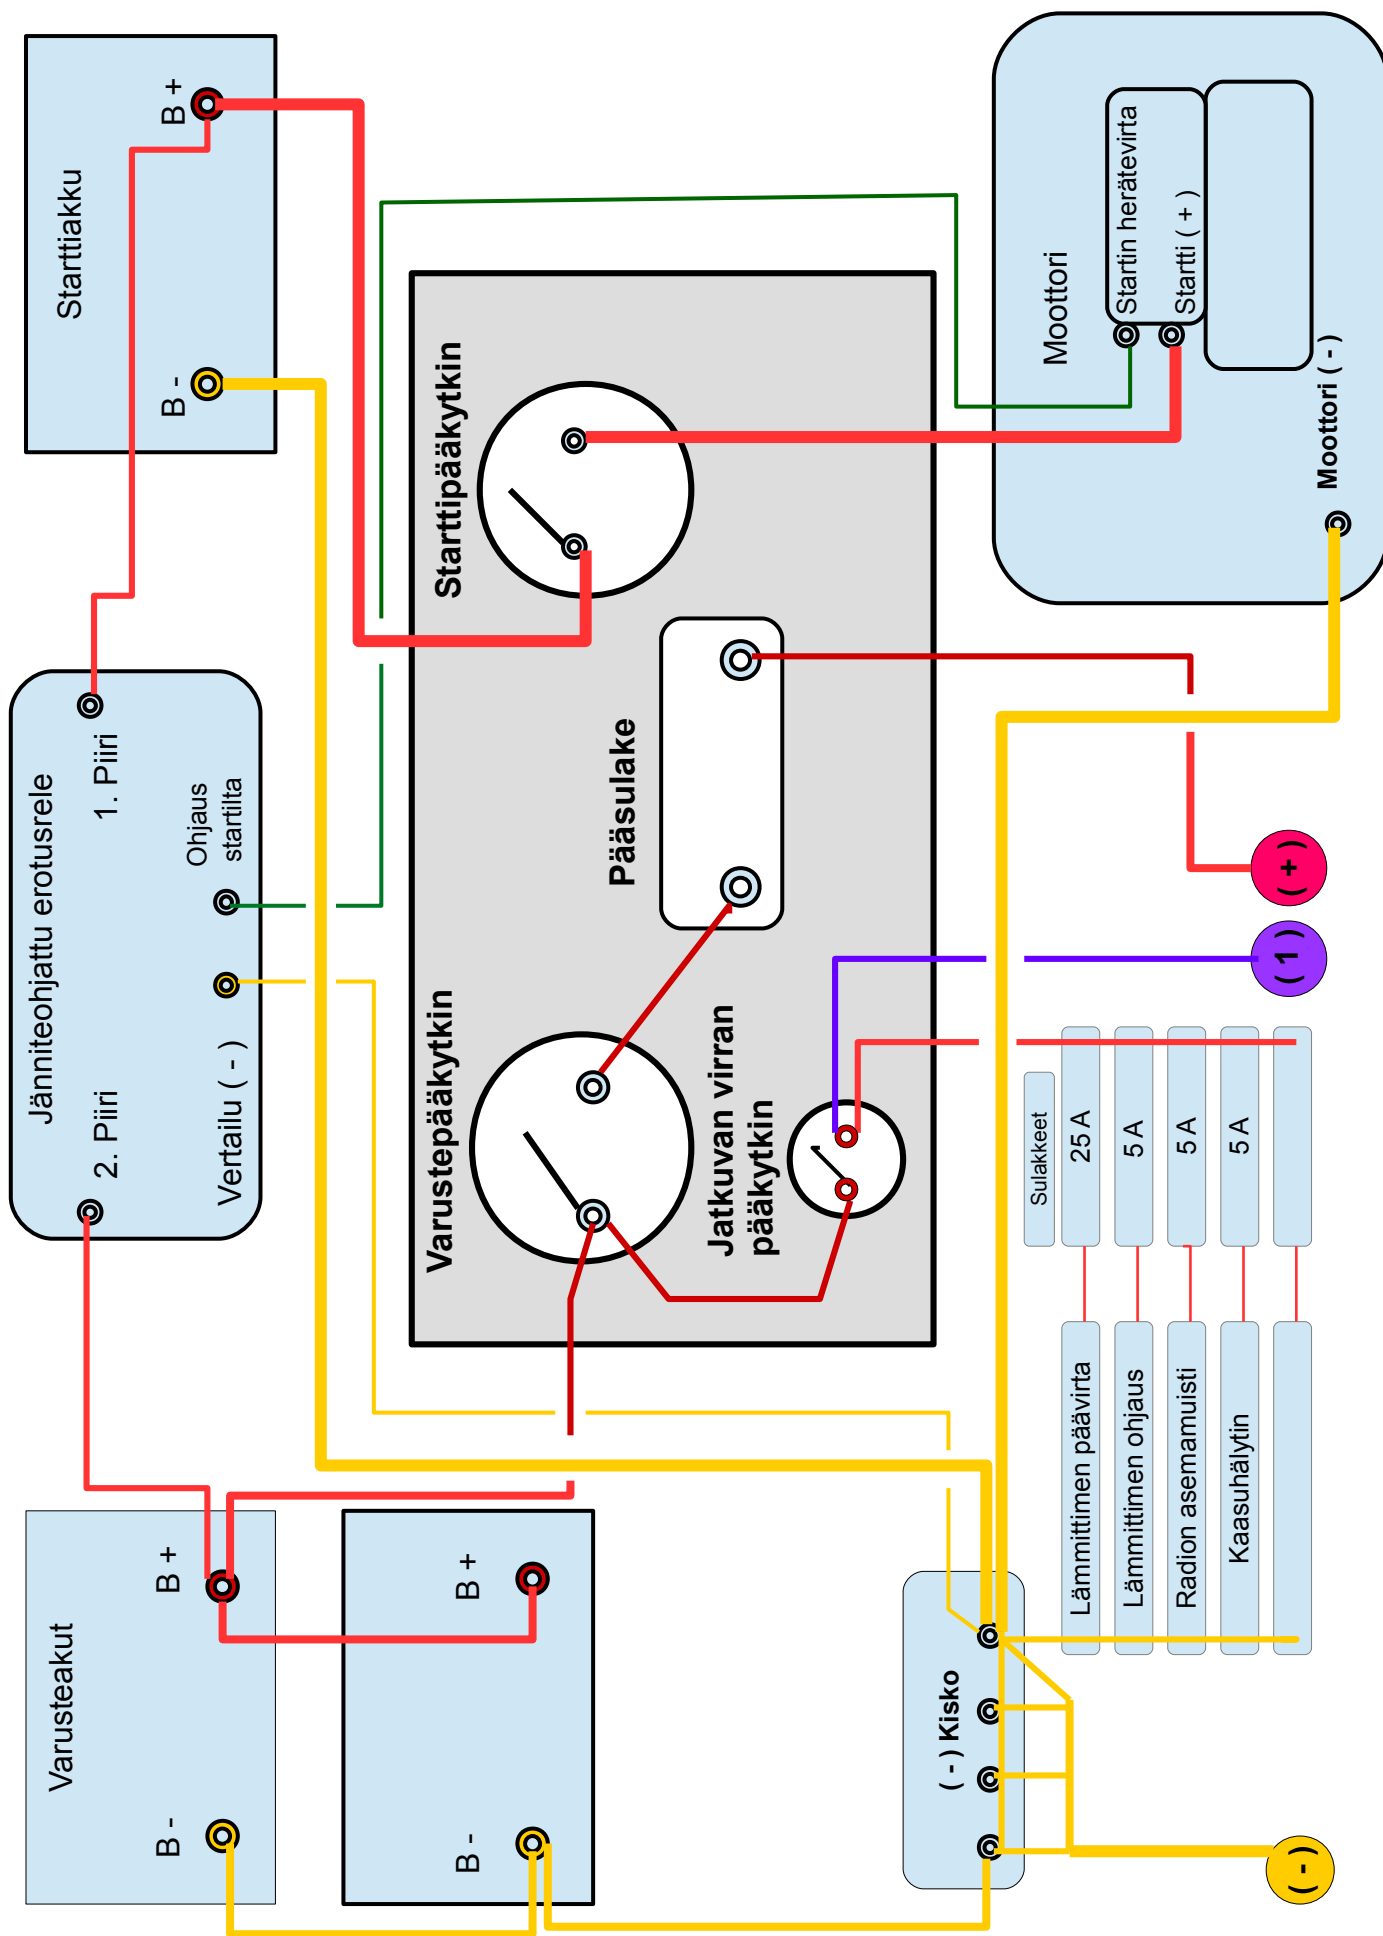 Varusteakut
B -
B +
B -
B +
Jänniteohjattu erotusrele
2. Piiri
1. Piiri
Vertailu ( - )
Ohjaus
startilta
Starttiakku
B -
B +
Varustepääkytkin
Pääsulake
Starttipääkytkin
Jatkuvan virran
pääkytkin
Moottori
Startin herätevirta
Startti ( + )
Moottori ( - )
( - ) Kisko
Sulakkeet
Lämmittimen päävirta
25 A
Lämmittimen ohjaus
5 A
Radion asemamuisti
5 A
Kaasuhälytin
5 A
( - )
( 1 )
( + )